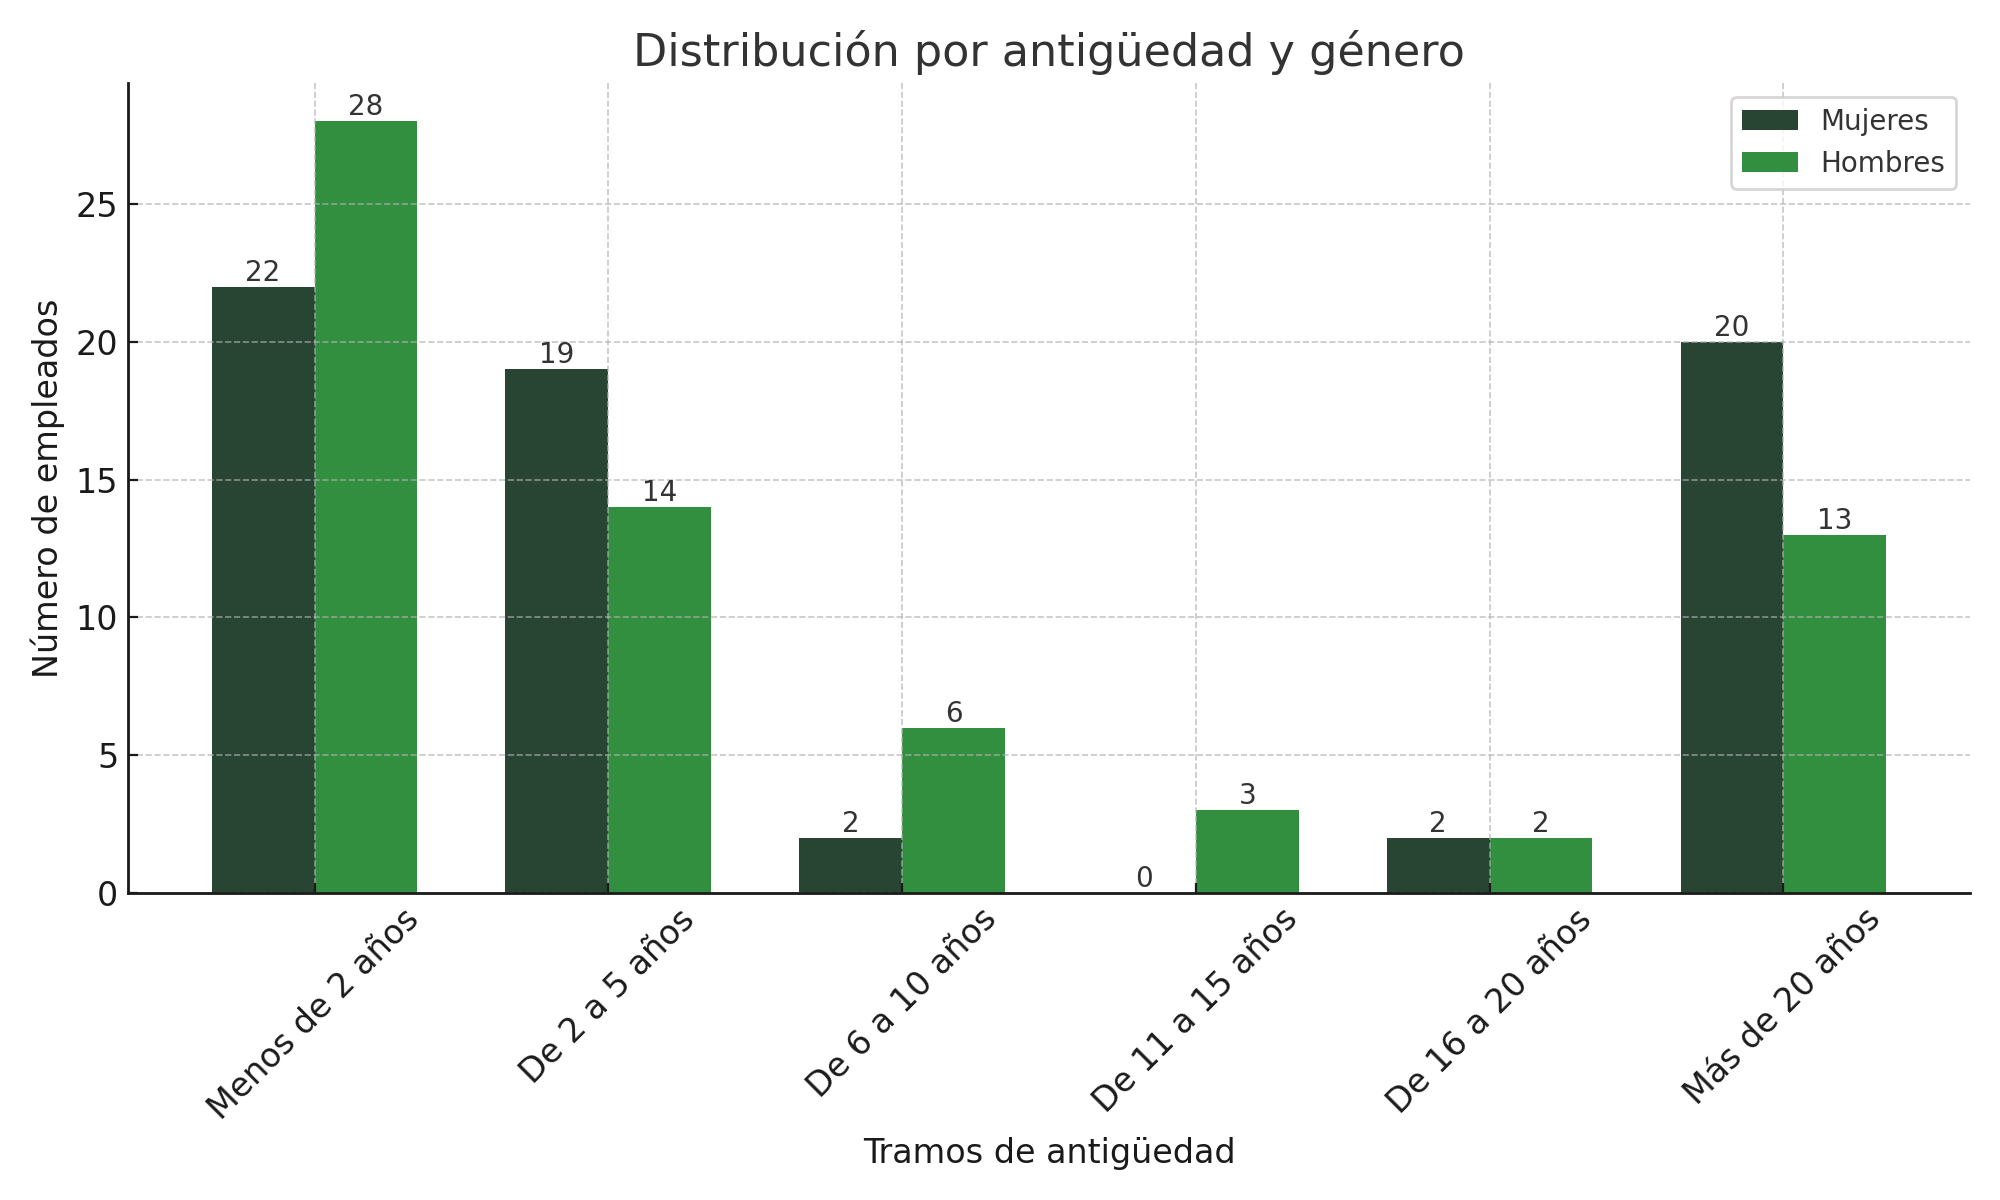 Distribución por antigüedad y género
Mujeres
Hombres
Número de empleados
25
20
15
10
5
0
22
28
19
14
2
6
0
3
2
2
20
13
Menos de 2 años
De 2 a 5 años
De 6 a 10 años
De 11 a 15 años
De 16 a 20 años
Más de 20 años
Tramos de antigüedad